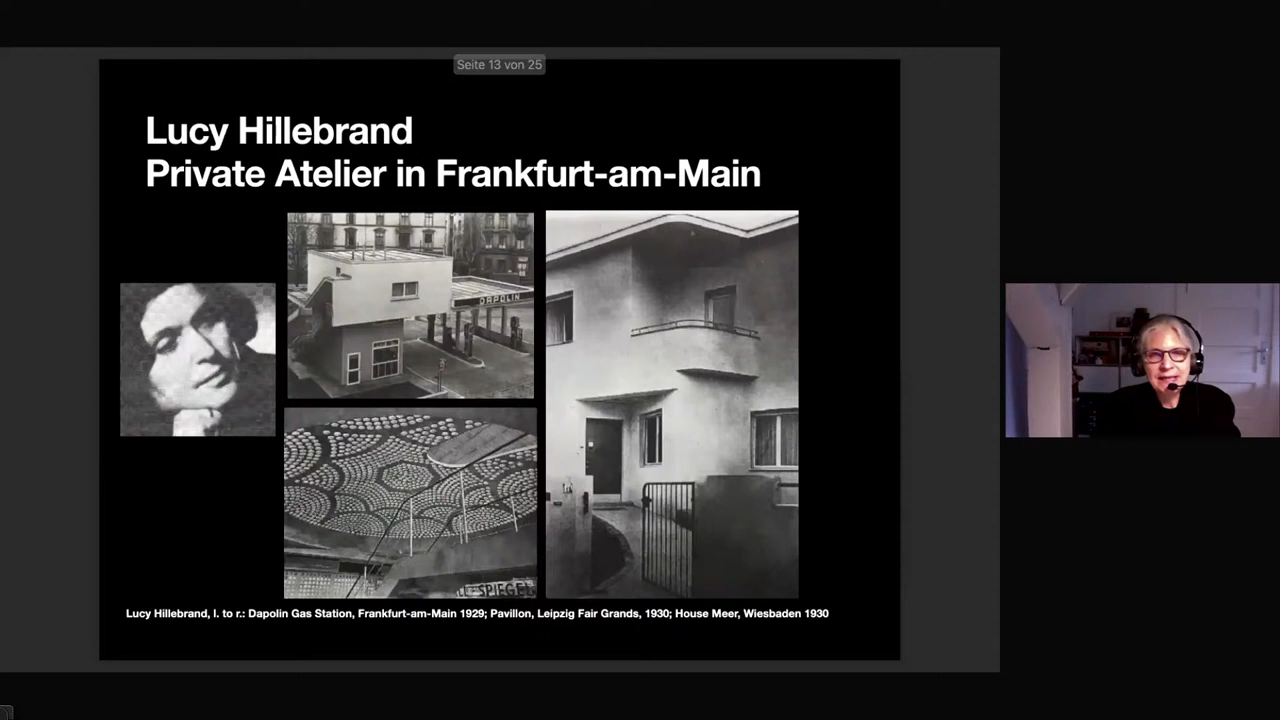 Seite 13 von 25
Lucy Hillebrand
Private Atelier in Frankfurt-am-Main
DAPOLIN
SPIEGEL
Lucy Hillebrand, l. to r.: Dapolin Gas Station, Frankfurt-am-Main 1929; Pavillon, Leipzig Fair Grands, 1930; House Meer, Wiesbaden 1930